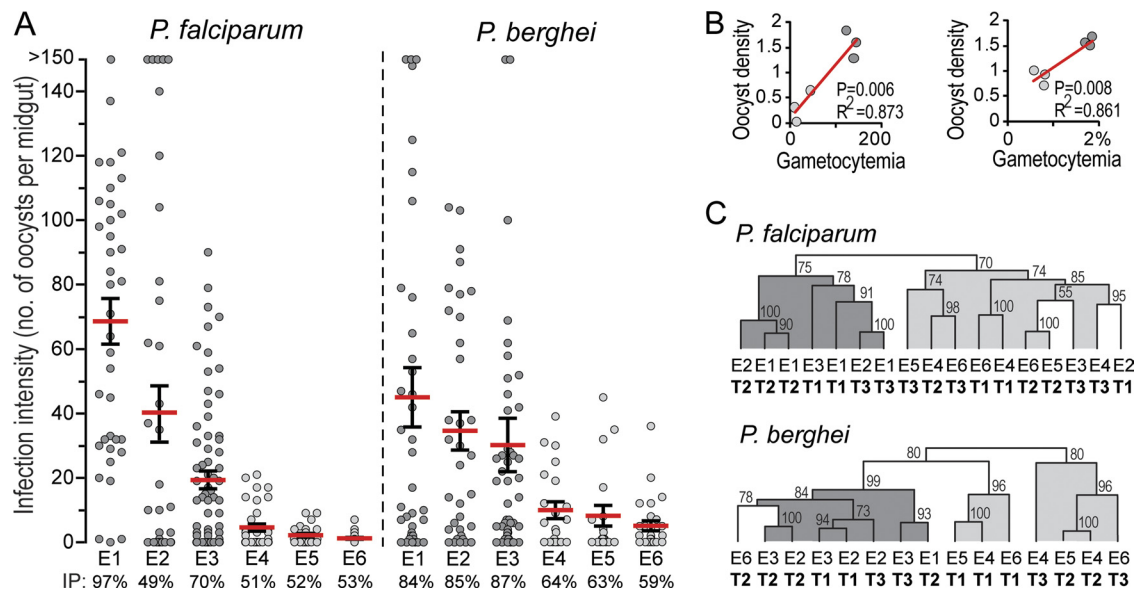 A
P. falciparum
P. berghei
Infection intensity (no. of oocysts per midgut)
>150
140
120
100
80
60
40
20
0
E1 E2 E3 E4 E5 E6 E1 E2 E3 E4 E5 E6
IP: 97% 49% 70% 51% 52% 53% 84% 85% 87% 64% 63% 59%
B
Oocyst density
2
1.5
1
0.5
0
P=0.006
R2=0.873
0 200
Gametocytemia
Oocyst density
2
1.5
1
0.5
0
P=0.008
R2=0.861
0 2%
Gametocytemia
C
P. falciparum
75 70
78 74 74 85
91 98 100 55 95
100 90 100 100
E2 E1 E1 E3 E1 E2 E3 E5 E4 E6 E6 E4 E6 E5 E3 E4 E2
T2 T2 T2 T1 T1 T3 T3 T3 T2 T3 T1 T1 T2 T2 T3 T3 T1
P. berghei
80 80
99
78 84 96 96
100 94 73 93 100 100
E6 E3 E2 E3 E1 E2 E3 E1 E5 E4 E6 E4 E5 E4 E6
T2 T2 T2 T1 T1 T3 T3 T2 T1 T1 T1 T3 T2 T2 T3